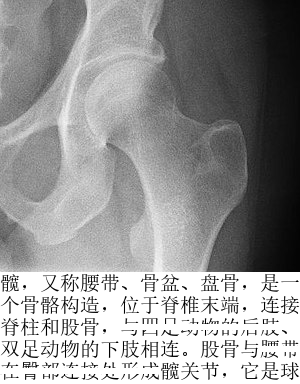 髋，又称腰带、骨盆、盘骨，是一
个骨骼构造，位于脊椎末端，连接
脊柱和股骨，与四足动物的后肢、
双足动物的下肢相连。股骨与腰带
在臀部连接处形成髋关节，它是球